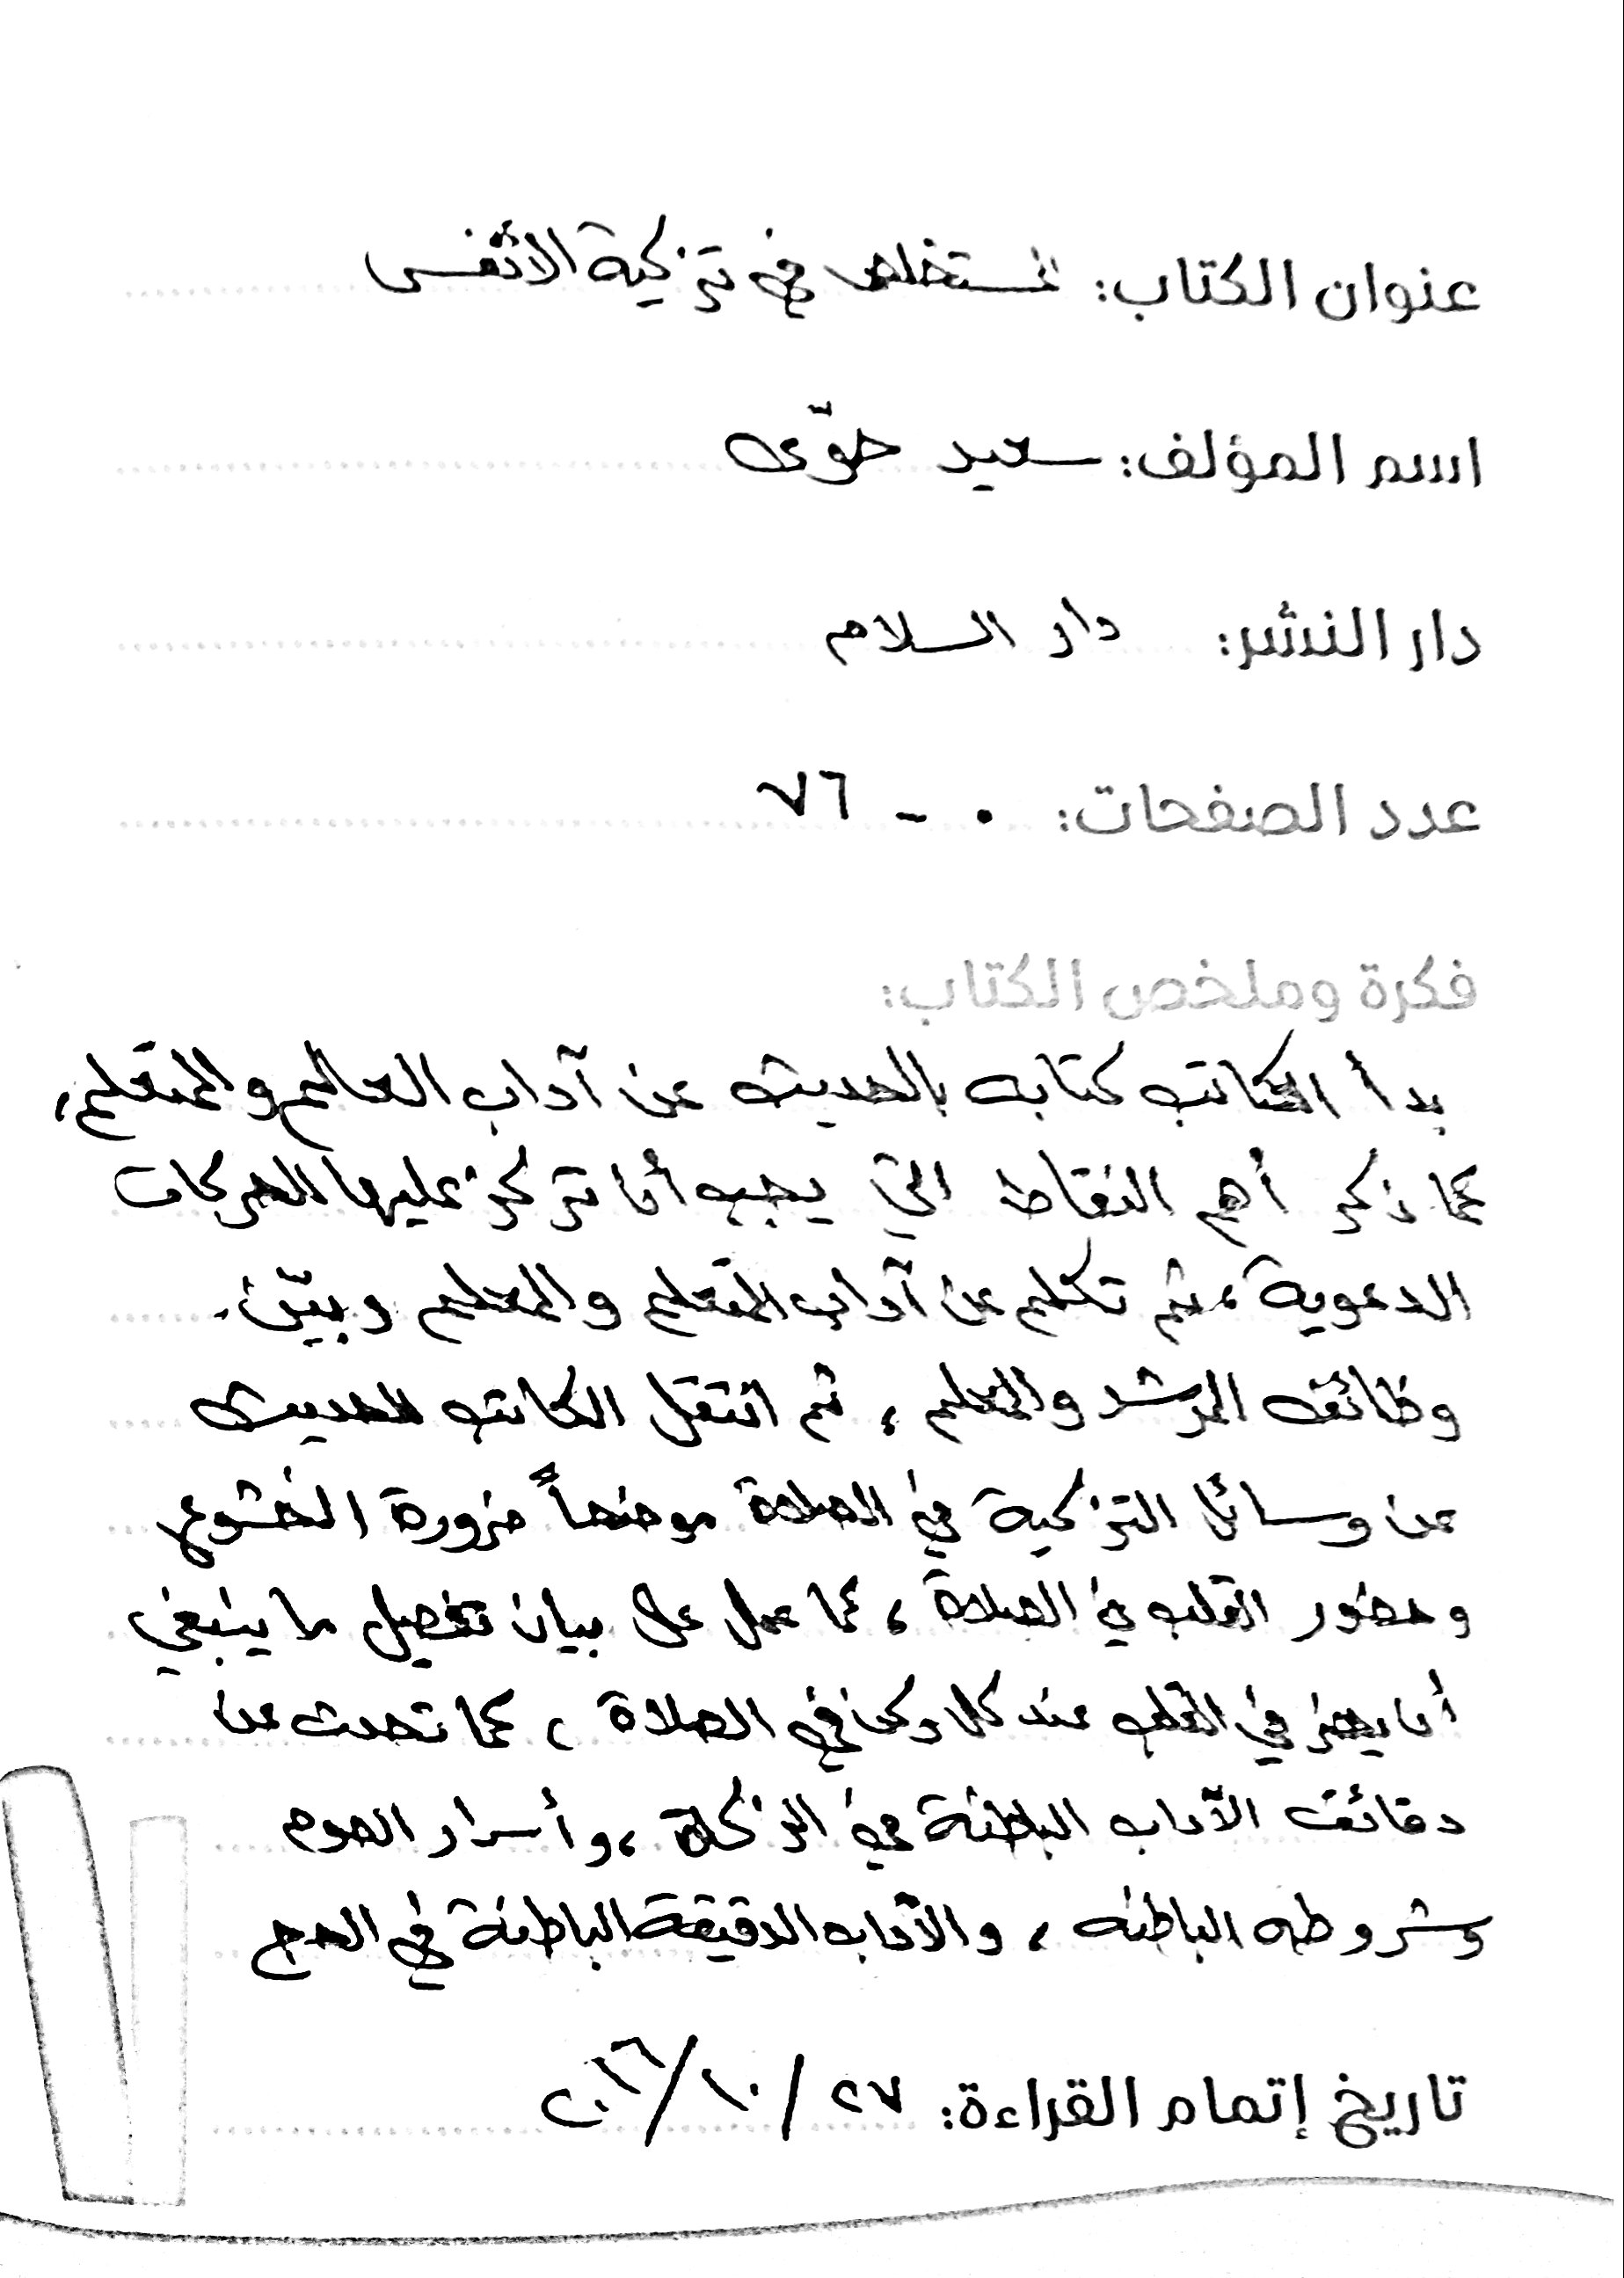 عنوان الكتاب: المستخلص في تزكية الأنفس
اسم المؤلف: سعيد حوّى
دار النشر: دار السلام
عدد الصفحات: ٠ - ٧٦
فكرة وملخص الكتاب:
بدأ الكاتب كتابه بالحديث عن آداب العالم والمتعلم،
كما ذكر أهم النقاط التي يجب أن تركز عليها الحركات
الدعوية، ثم تكلم عن آداب المتعلم والمعلم وبيّن
وظائف المرشد والمعلم، ثم انتقل الكاتب للحديث
عن وسائل التزكية في الصلاة موضحاً ضرورة الخشوع
وحضور القلب في الصلاة، كما عمل على بيان تفصيل ما ينبغي
أن يحضر في القلب عند كل ركن في الصلاة، كما تحدث عن
دقائق الآداب الباطنة في الزكاة، وأسرار الصوم
وشروطه الباطنه، والآداب الدقيقة الباطنة في الحج
تاريخ إتمام القراءة: ٢٧/١٠/٢٠١٦